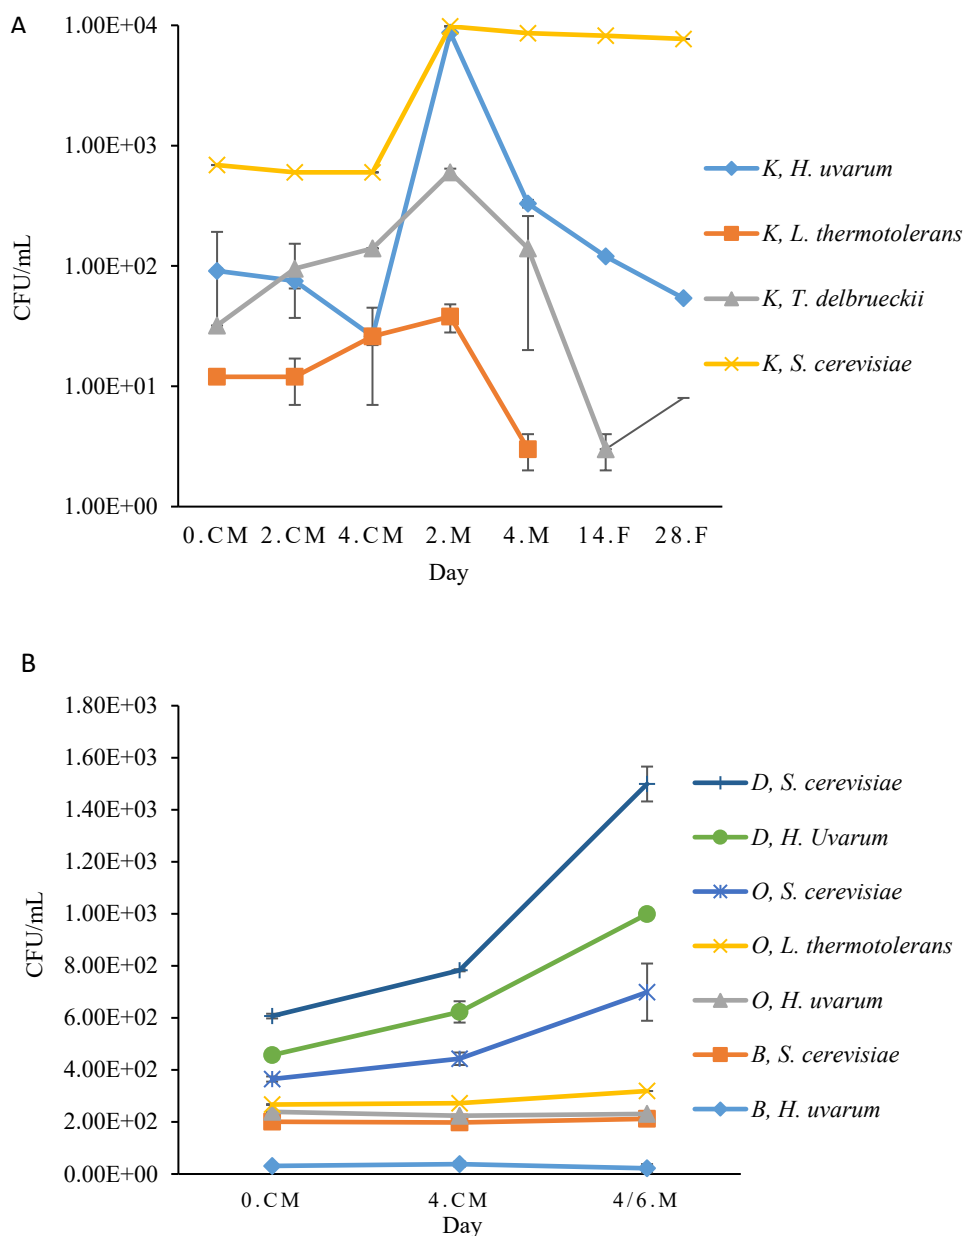 A
1.00E+04
1.00E+03
1.00E+02
1.00E+01
1.00E+00
CFU/mL
0.CM 2.CM 4.CM 2.M 4.M 14.F 28.F
Day
K, H. uvarum
K, L. thermotolerans
K, T. delbrueckii
K, S. cerevisiae
B
1.80E+03
1.60E+03
1.40E+03
1.20E+03
1.00E+03
8.00E+02
6.00E+02
4.00E+02
2.00E+02
0.00E+00
CFU/mL
0.CM 4.CM 4/6.M
Day
D, S. cerevisiae
D, H. Uvarum
O, S. cerevisiae
O, L. thermotolerans
O, H. uvarum
B, S. cerevisiae
B, H. uvarum